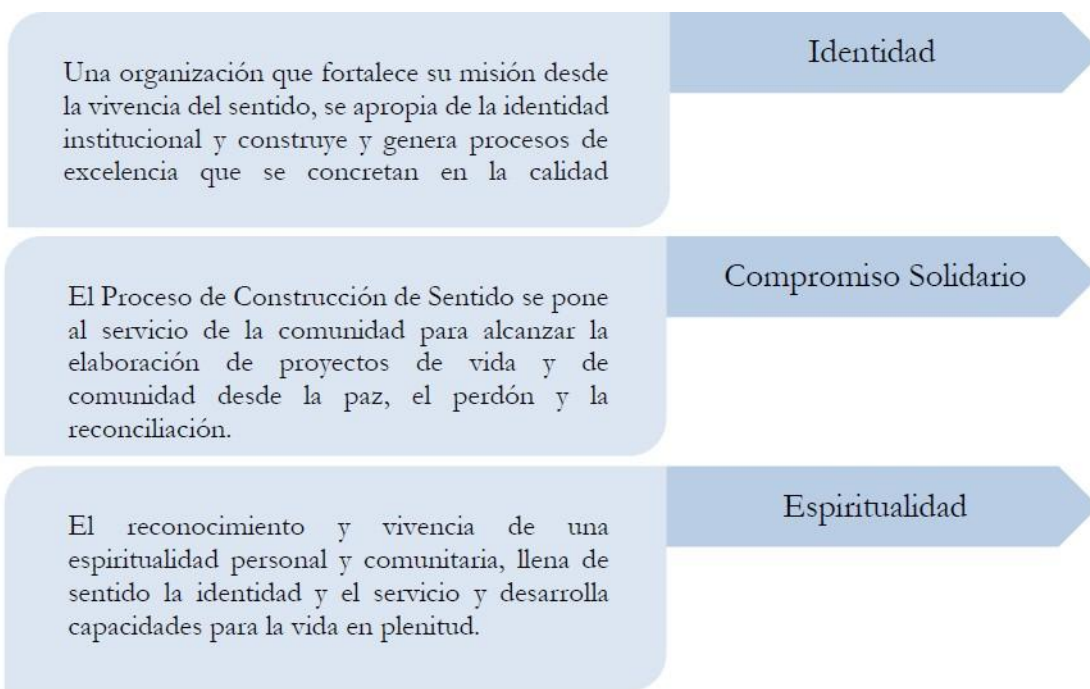 Identidad
Una organización que fortalece su misión desde
la vivencia del sentido, se apropia de la identidad
institucional y construye y genera procesos de
excelencia que se concretan en la calidad
Compromiso Solidario
El Proceso de Construcción de Sentido se pone
al servicio de la comunidad para alcanzar la
elaboración de proyectos de vida y de
comunidad desde la paz, el perdón y la
reconciliación.
Espiritualidad
El reconocimiento y vivencia de una
espiritualidad personal y comunitaria, llena de
sentido la identidad y el servicio y desarrolla
capacidades para la vida en plenitud.